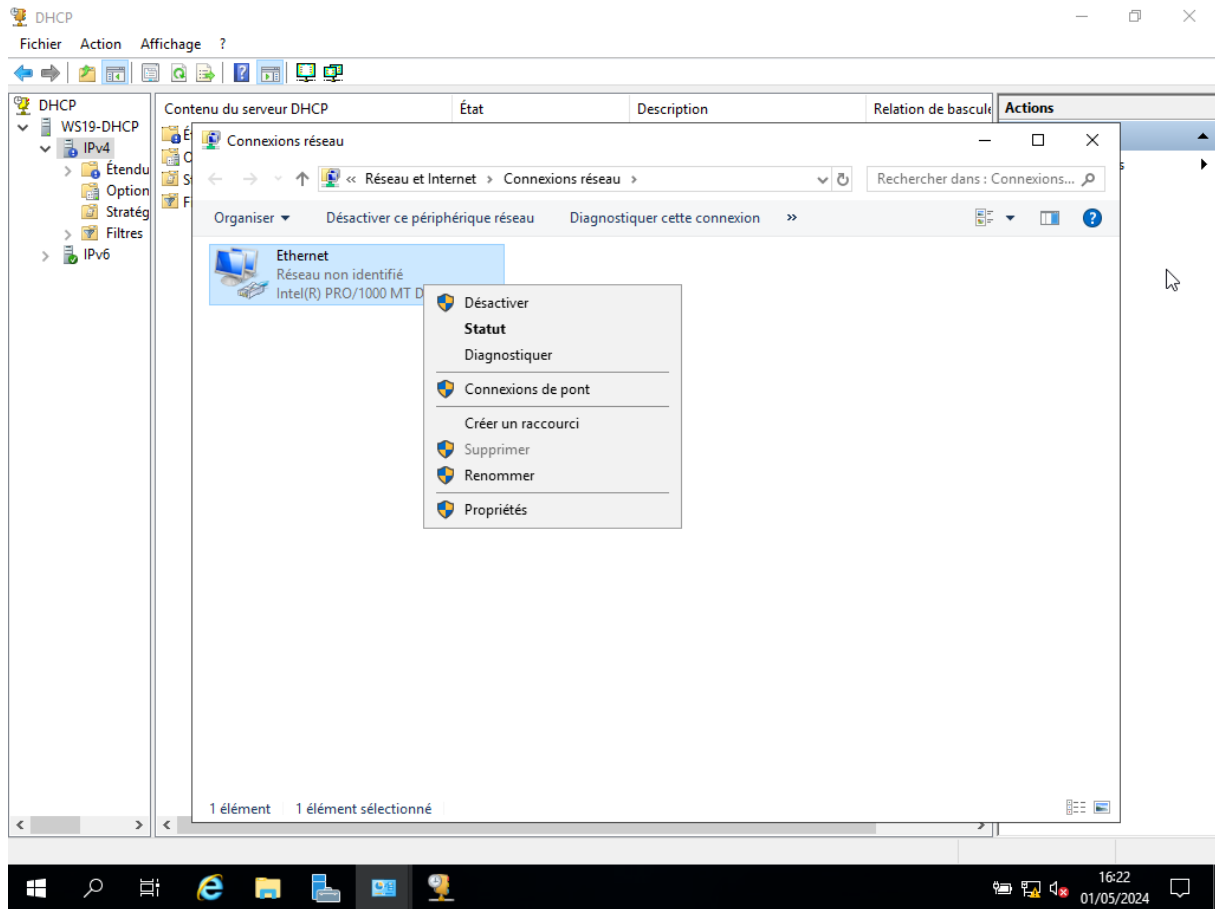 DHCP
Fichier Action Affichage ?
DHCP
WS19-DHCP
IPv4
Étendu
Option
Stratég
Filtres
IPv6
Contenu du serveur DHCP État Description Relation de bascule
Actions
Connexions réseau
« Réseau et Internet › Connexions réseau ›
Rechercher dans : Connexions...
Organiser Désactiver ce périphérique réseau Diagnostiquer cette connexion »
Ethernet
Réseau non identifié
Intel(R) PRO/1000 MT D
Désactiver
Statut
Diagnostiquer
Connexions de pont
Créer un raccourci
Supprimer
Renommer
Propriétés
1 élément 1 élément sélectionné
16:22
01/05/2024